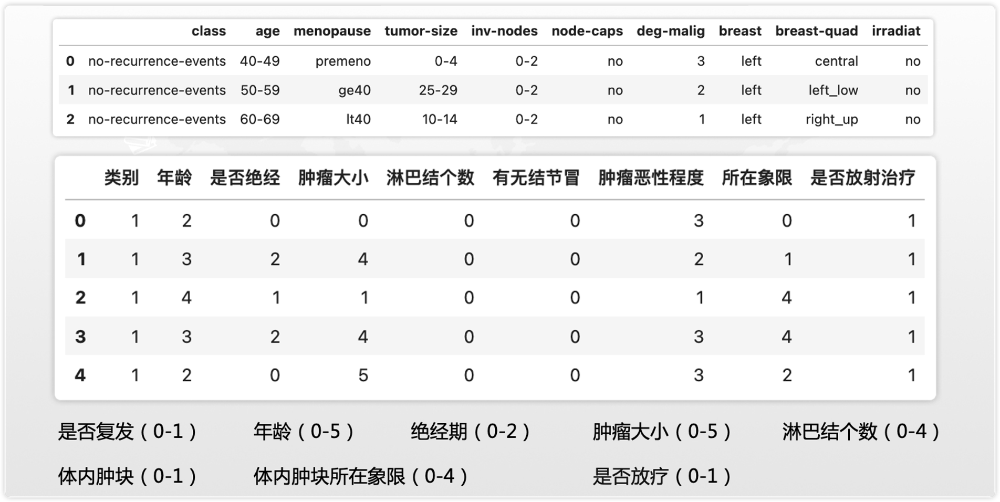 class age menopause tumor-size inv-nodes node-caps deg-malig breast breast-quad irradiat
0 no-recurrence-events 40-49 premeno 0-4 0-2 no 3 left central no
1 no-recurrence-events 50-59 ge40 25-29 0-2 no 2 left left_low no
2 no-recurrence-events 60-69 lt40 10-14 0-2 no 1 left right_up no
类别 年龄 是否绝经 肿瘤大小 淋巴结个数 有无结节冒 肿瘤恶性程度 所在象限 是否放射治疗
0 1 2 0 0 0 0 3 0 1
1 1 3 2 4 0 0 2 1 1
2 1 4 1 1 0 0 1 4 1
3 1 3 2 4 0 0 3 4 1
4 1 2 0 5 0 0 3 2 1
是否复发（0-1） 年龄（0-5） 绝经期（0-2） 肿瘤大小（0-5） 淋巴结个数（0-4）
体内肿块（0-1） 体内肿块所在象限（0-4） 是否放疗（0-1）